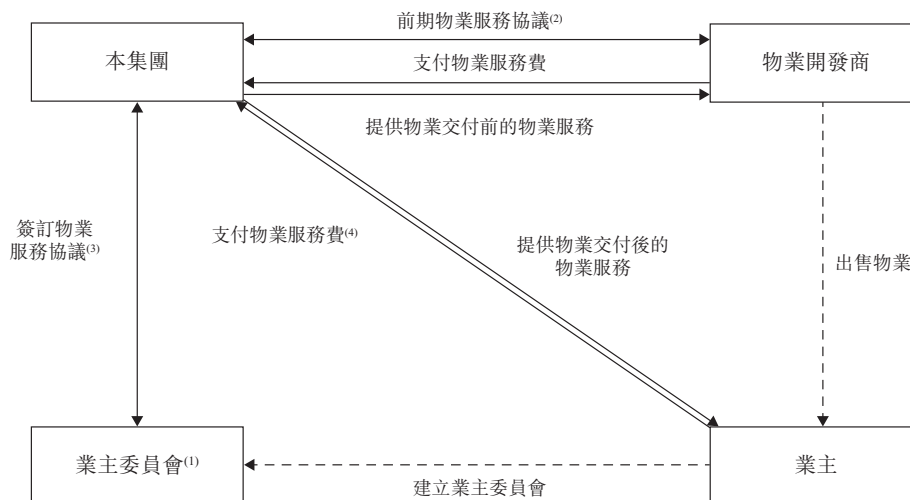 前期物業服務協議(2)
本集團
支付物業服務費
物業開發商
提供物業交付前的物業服務
簽訂物業
服務協議(3)
支付物業服務費(4)
提供物業交付後的
物業服務
出售物業
業主委員會(1)
建立業主委員會
業主